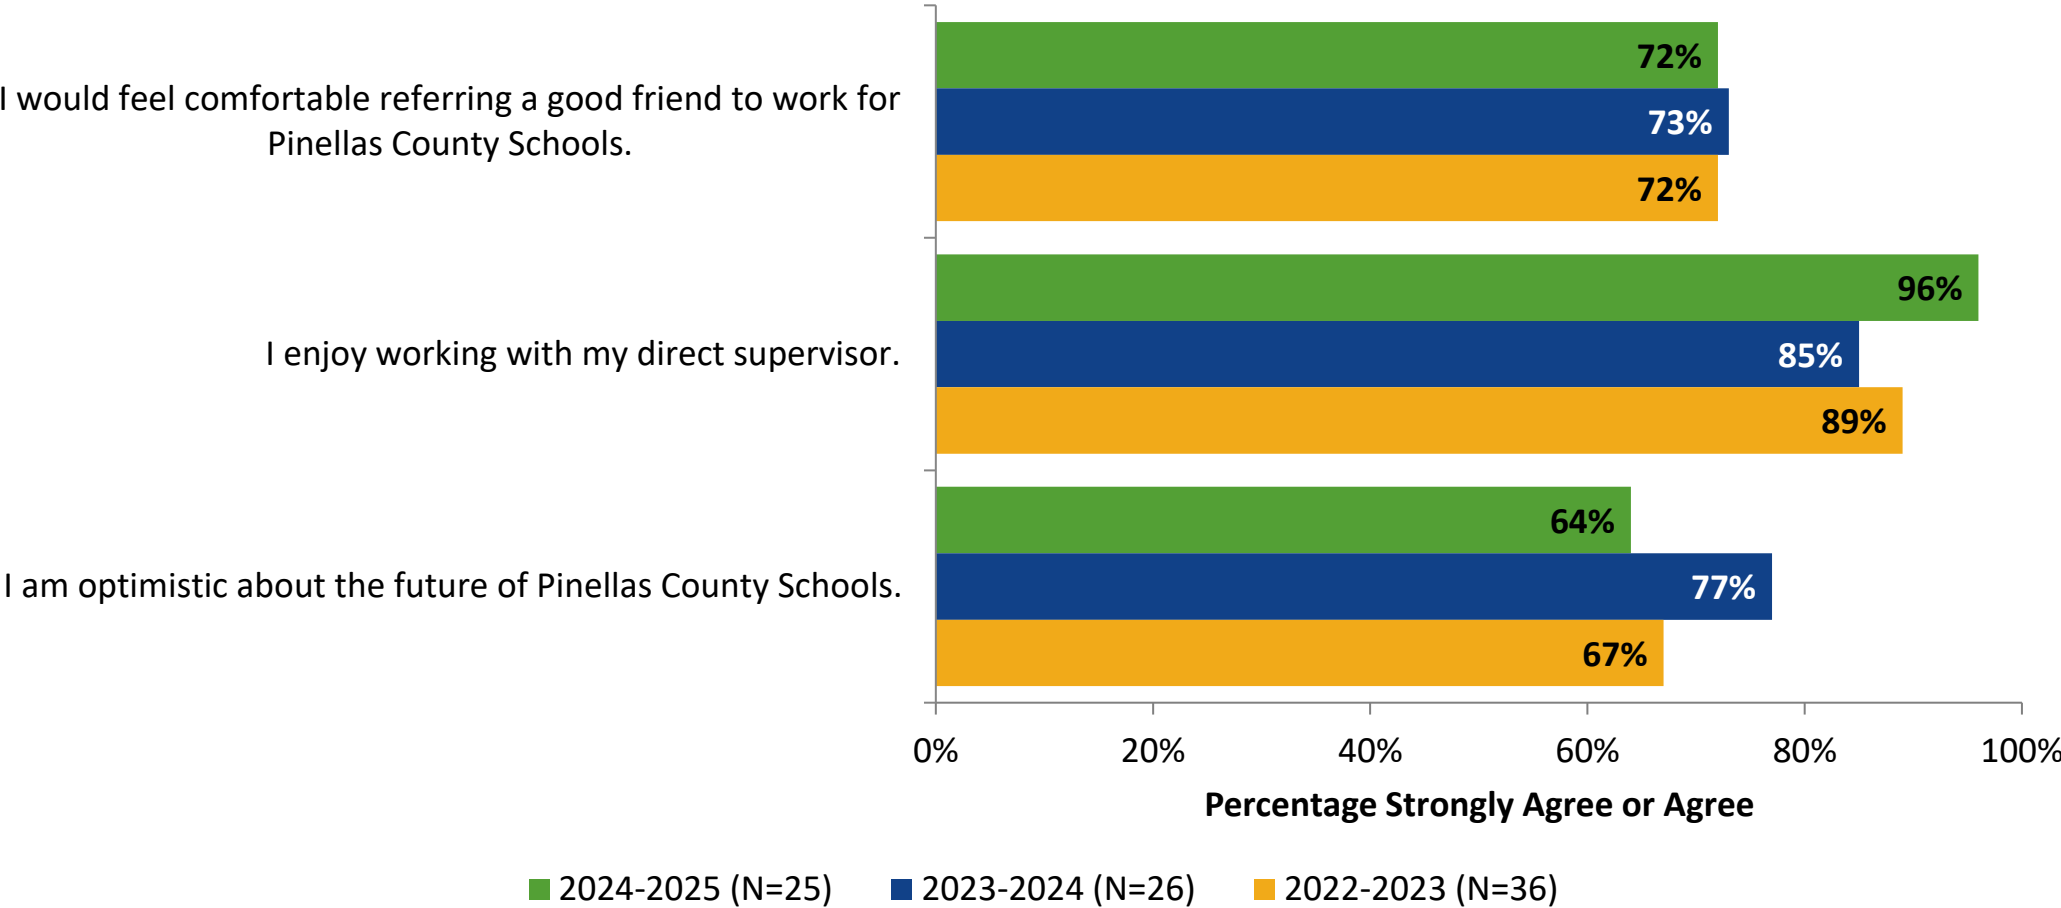 72%
I would feel comfortable referring a good friend to work for
Pinellas County Schools.
73%
72%
96%
I enjoy working with my direct supervisor.
85%
89%
64%
I am optimistic about the future of Pinellas County Schools.
77%
67%
0% 20% 40% 60% 80% 100%
Percentage Strongly Agree or Agree
2024-2025 (N=25) 2023-2024 (N=26) 2022-2023 (N=36)